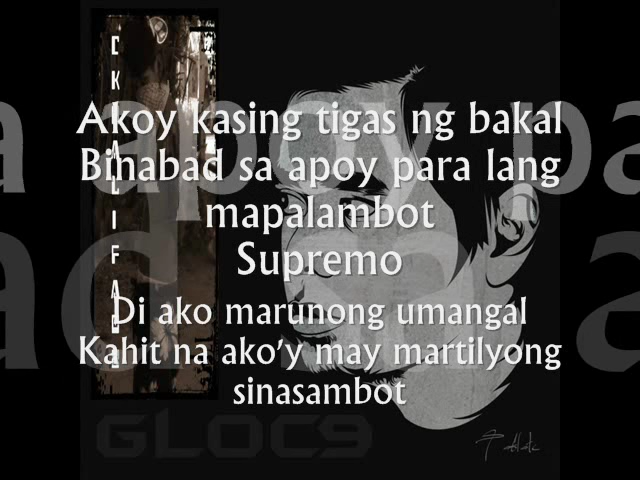 Akoy kasing tigas ng bakal
Binabad sa apoy para lang
mapalambot
Supremo
Di ako marunong umangal
Kahit na ako'y may martilyong
sinasambot
GLOC9